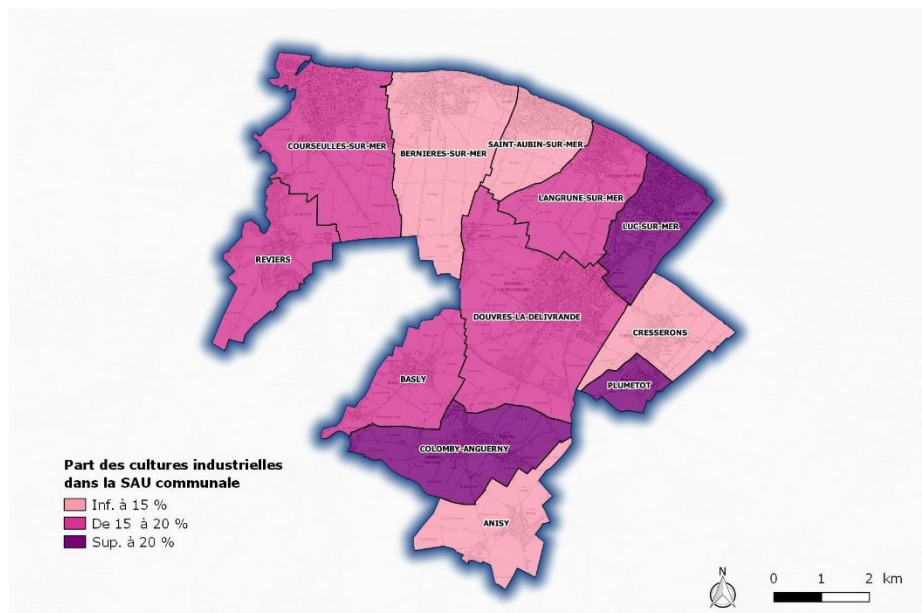 COURSEULLES-SUR-MER
BERNIERES-SUR-MER
SAINT-AUBIN-SUR-MER
LANGRUNE-SUR-MER
LUC-SUR-MER
REVIERS
DOUVRES-LA-DELIVRANDE
CRESSERONS
BASLY
PLUMETOT
COLOMBY-ANGUERNY
ANISY
Part des cultures industrielles
dans la SAU communale
Inf. à 15 %
De 15 à 20 %
Sup. à 20 %
N
0 1 2 km